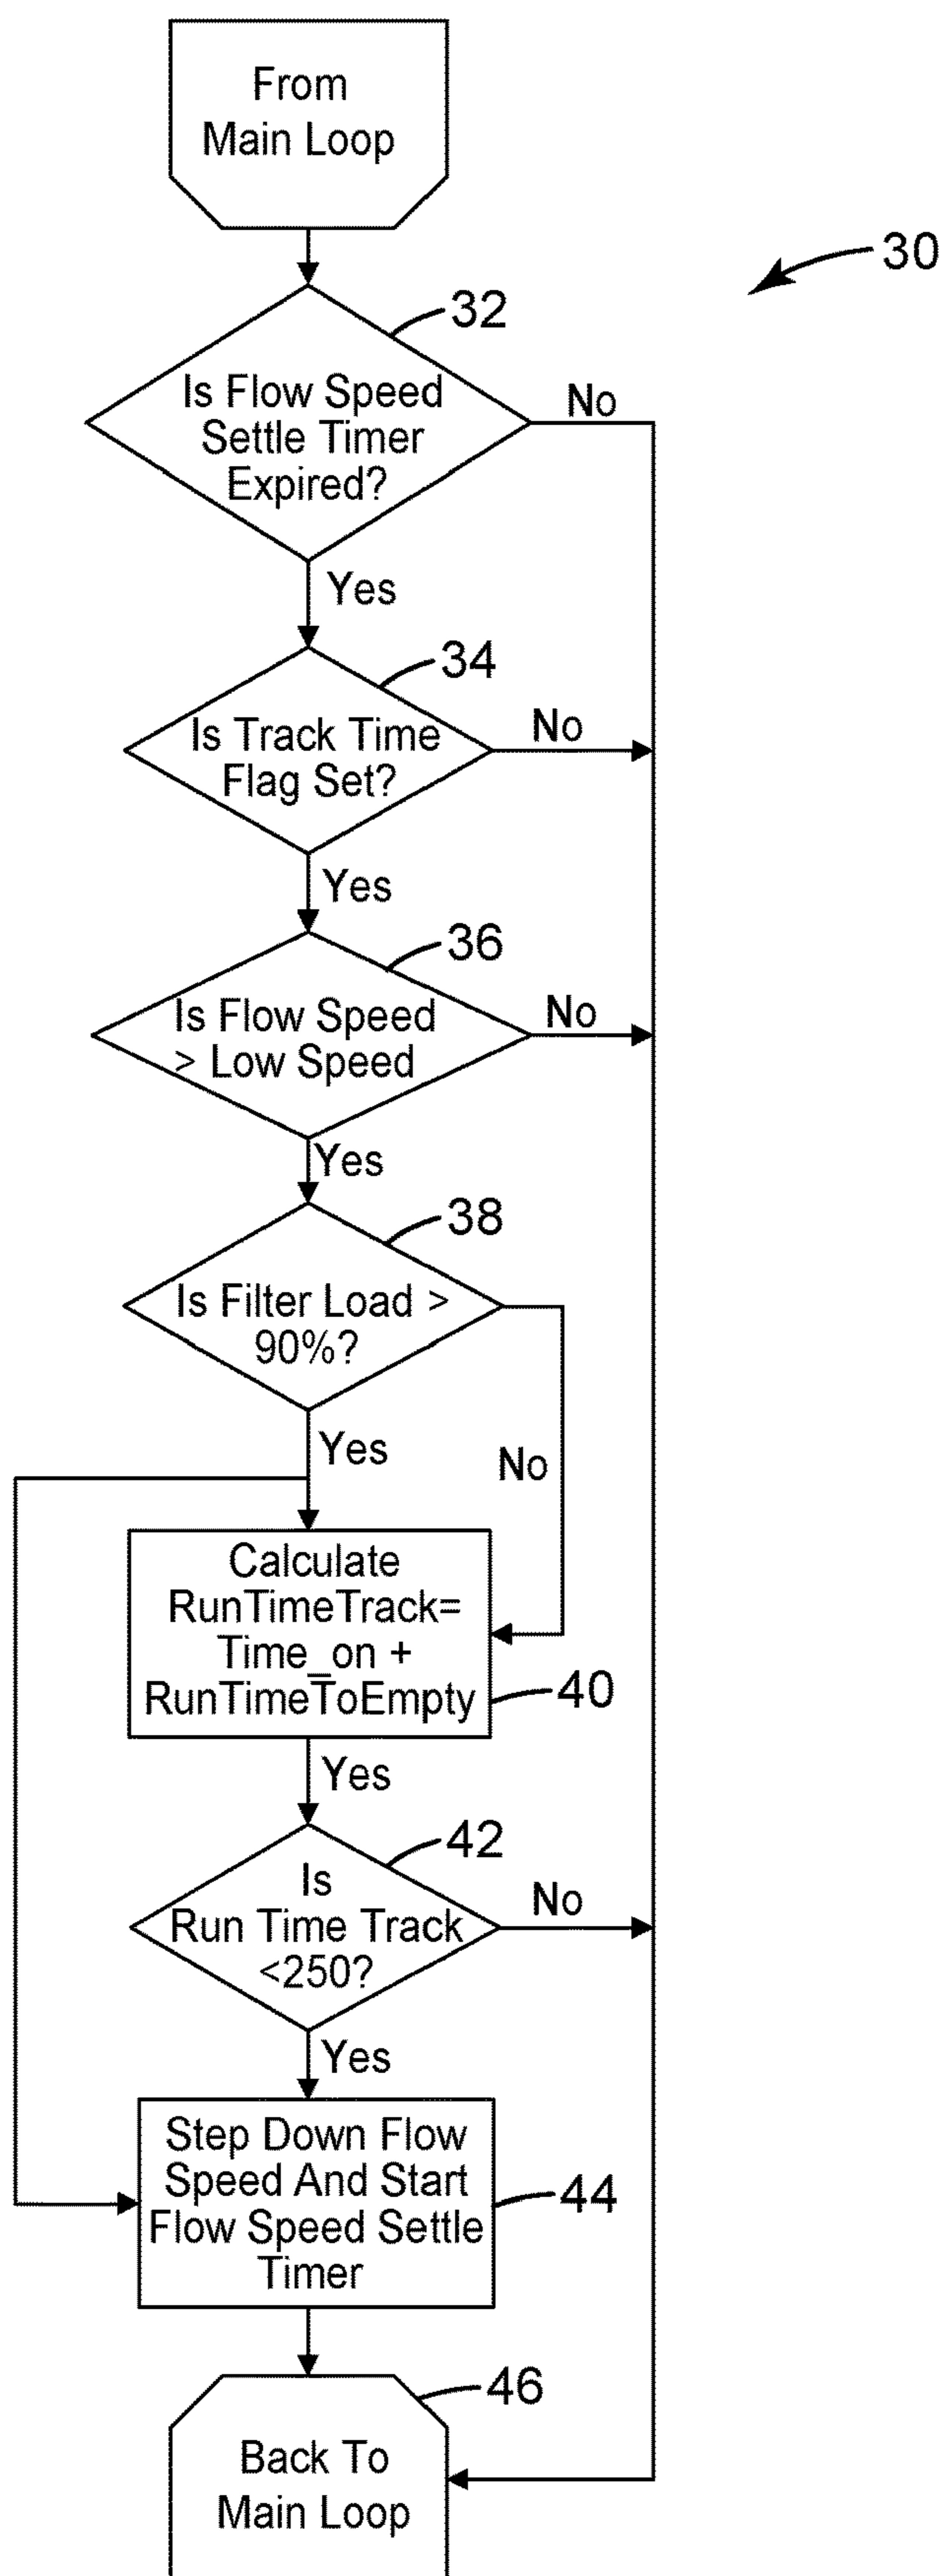 From
Main Loop
30
32
Is Flow Speed
Settle Timer
Expired?
No
Yes
34
Is Track Time
Flag Set?
No
Yes
36
Is Flow Speed
> Low Speed
No
Yes
38
Is Filter Load >
90%?
Yes
No
Calculate
RunTimeTrack=
Time_on +
RunTimeToEmpty
40
Yes
42
Is
Run Time Track
<250?
No
Yes
Step Down Flow
Speed And Start
Flow Speed Settle
Timer
44
46
Back To
Main Loop